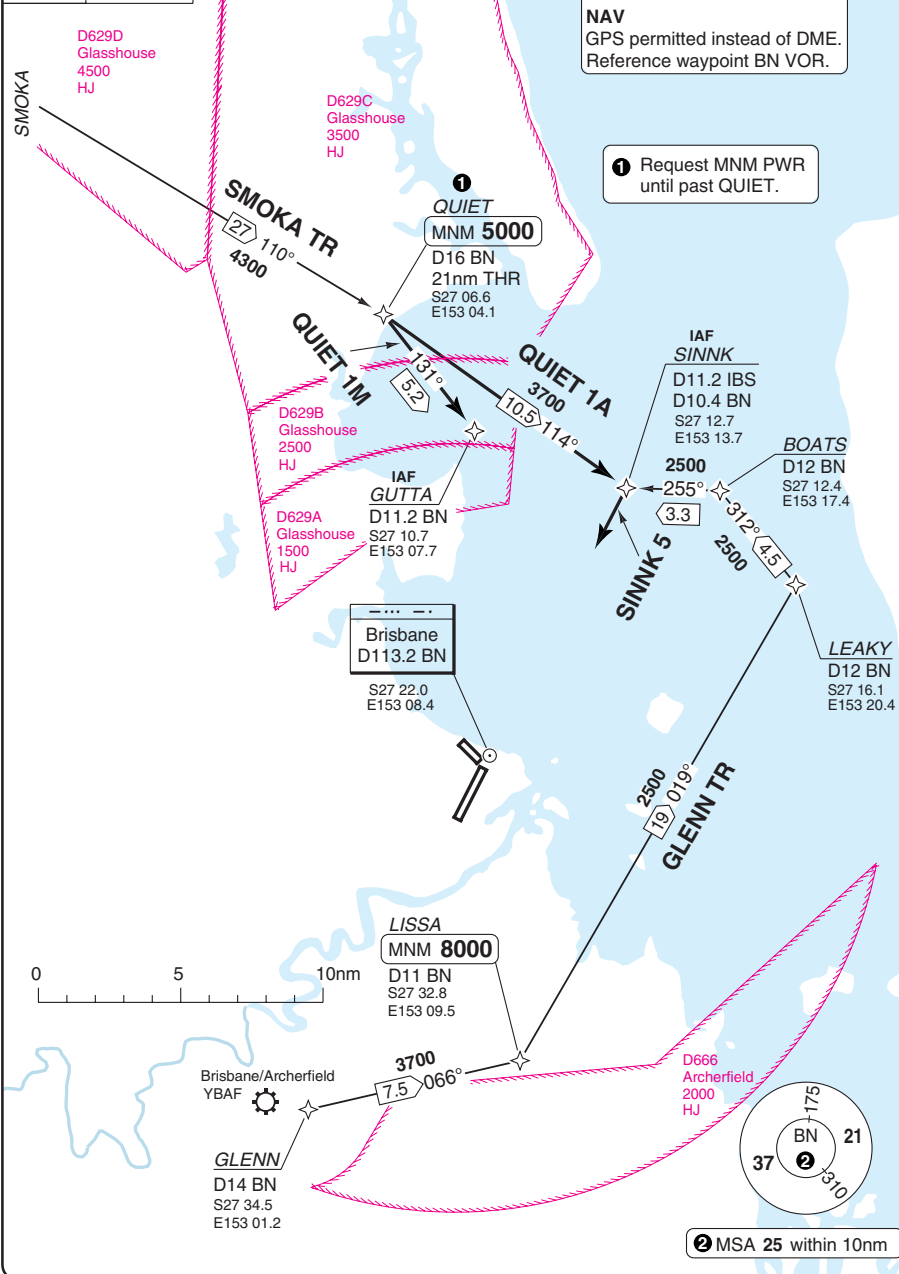 NAV
GPS permitted instead of DME.
Reference waypoint BN VOR.
D629D
Glasshouse
4500
HJ
SMOKA
D629C
Glasshouse
3500
HJ
1 Request MNM PWR
until past QUIET.
1
QUIET
MNM 5000
D16 BN
21nm THR
S27 06.6
E153 04.1
SMOKA TR
27 110°
4300
QUIET 1M
131°
5.2
QUIET 1A
3700
10.5 114°
IAF
SINNK
D11.2 IBS
D10.4 BN
S27 12.7
E153 13.7
BOATS
D12 BN
S27 12.4
E153 17.4
2500
255°
3.3
312°
4.5
2500
SINNK 5
D629B
Glasshouse
2500
HJ
IAF
GUTTA
D11.2 BN
S27 10.7
E153 07.7
D629A
Glasshouse
1500
HJ
Brisbane
D113.2 BN
S27 22.0
E153 08.4
LEAKY
D12 BN
S27 16.1
E153 20.4
2500
19 019°
GLENN TR
LISSA
MNM 8000
D11 BN
S27 32.8
E153 09.5
0 5 10nm
3700
7.5 066°
Brisbane/Archerfield
YBAF
GLENN
D14 BN
S27 34.5
E153 01.2
D666
Archerfield
2000
HJ
175
BN
21
37
2
310
2 MSA 25 within 10nm